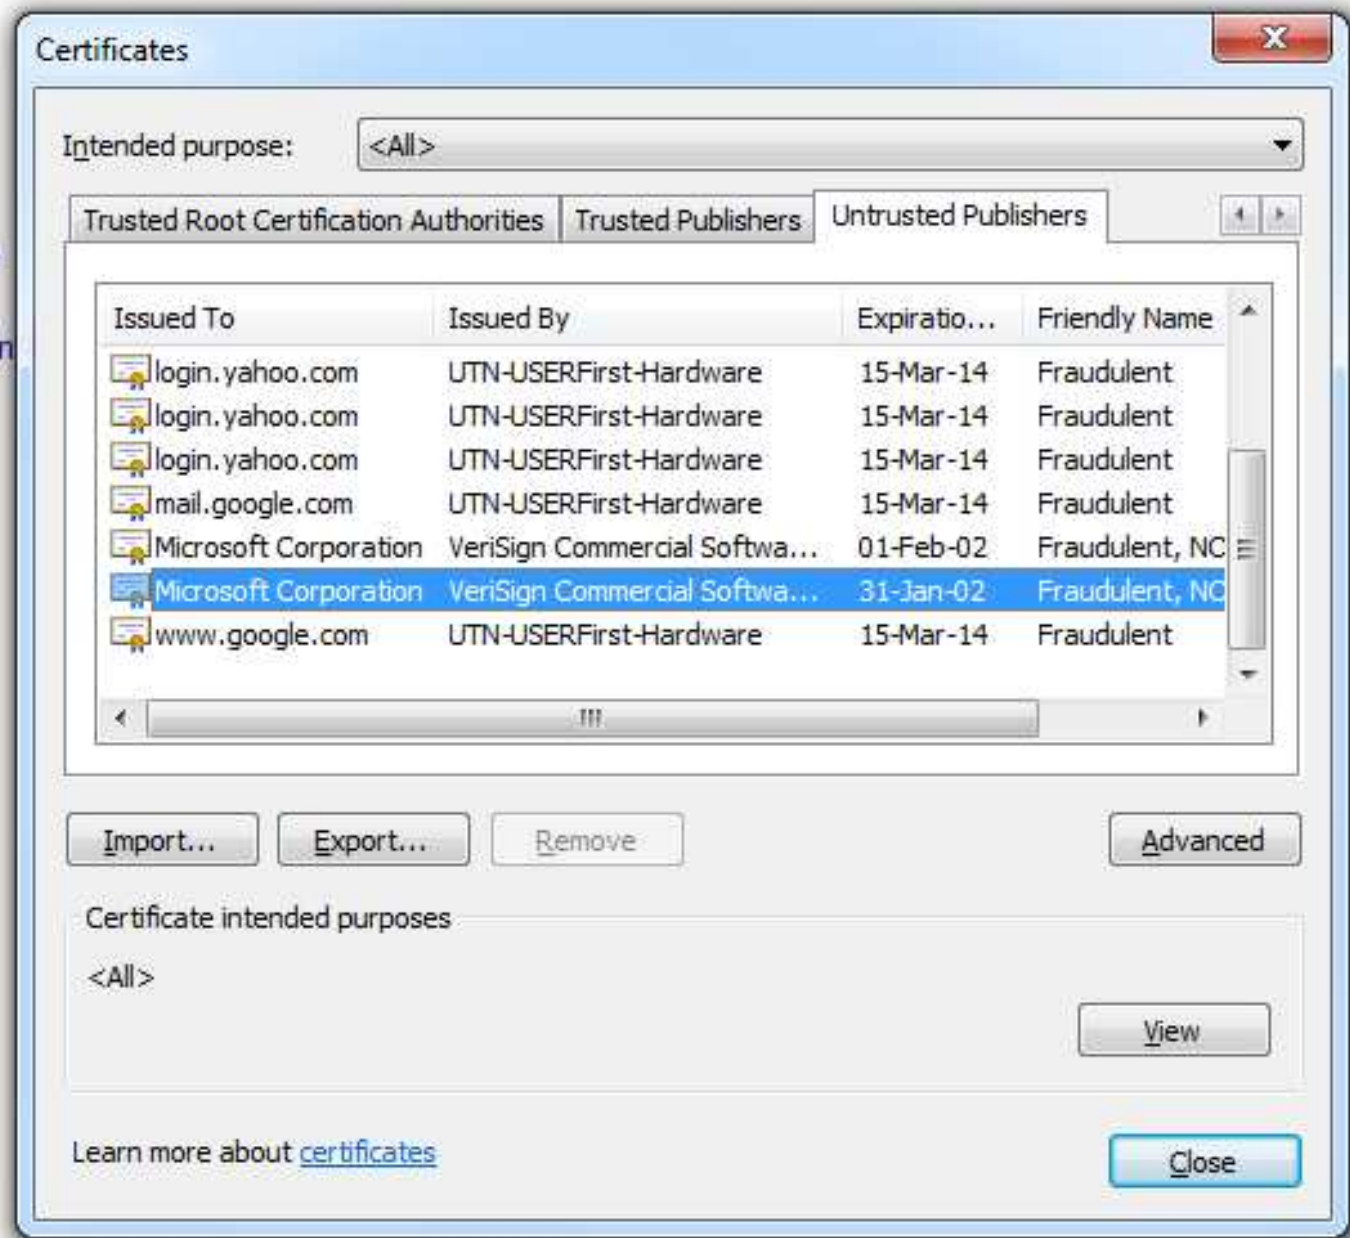 Certificates
Intended purpose: <All>
Trusted Root Certification Authorities Trusted Publishers Untrusted Publishers
Issued To Issued By Expiratio... Friendly Name
login.yahoo.com UTN-USERFirst-Hardware 15-Mar-14 Fraudulent
login.yahoo.com UTN-USERFirst-Hardware 15-Mar-14 Fraudulent
login.yahoo.com UTN-USERFirst-Hardware 15-Mar-14 Fraudulent
mail.google.com UTN-USERFirst-Hardware 15-Mar-14 Fraudulent
Microsoft Corporation VeriSign Commercial Softwa... 01-Feb-02 Fraudulent, NO
Microsoft Corporation VeriSign Commercial Softwa... 31-Jan-02 Fraudulent, NO
www.google.com UTN-USERFirst-Hardware 15-Mar-14 Fraudulent
Import... Export... Remove Advanced
Certificate intended purposes
<All>
View
Learn more about certificates
Close